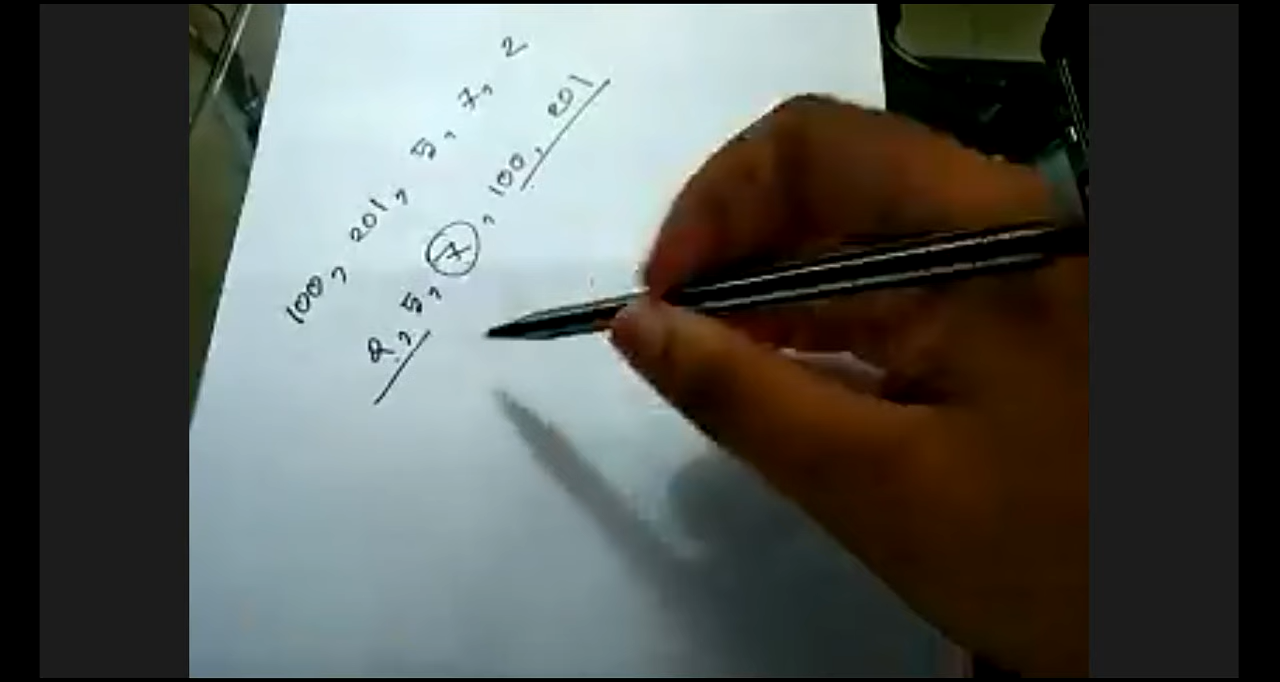 100, 201, 5, 7, 2
2, 5, 7, 100, 201